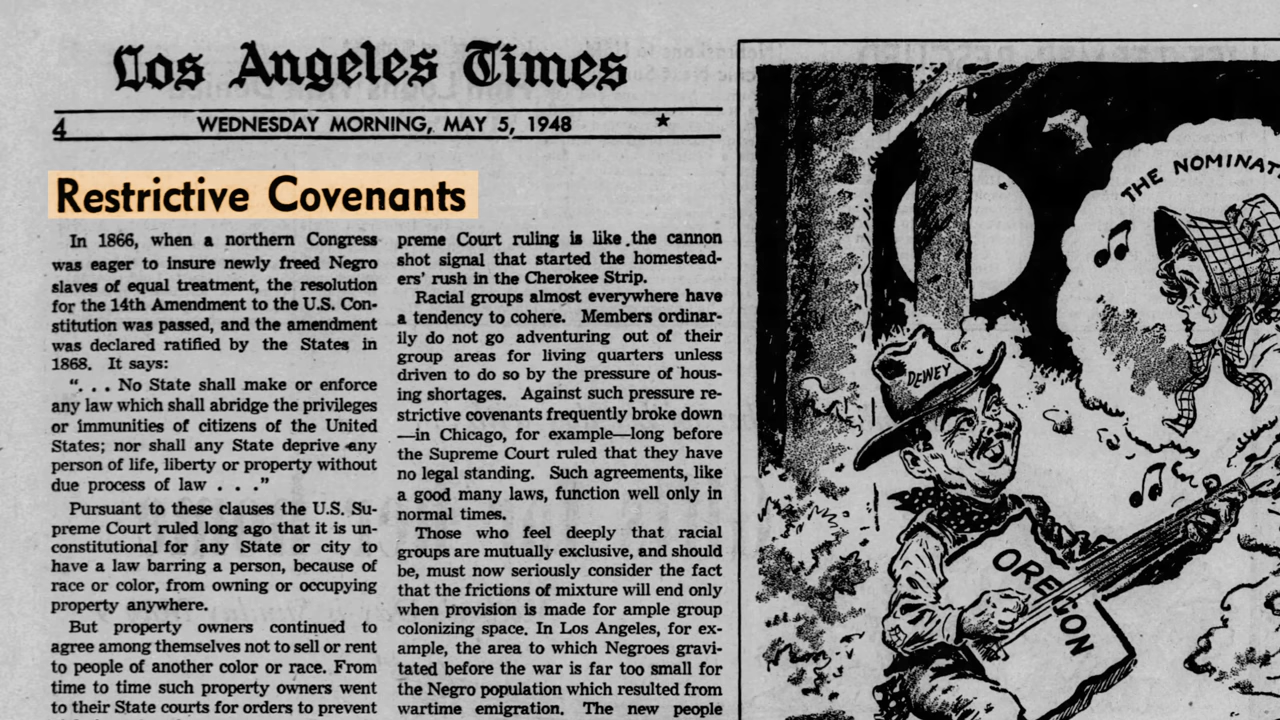 Los Angeles Times
4 WEDNESDAY MORNING, MAY 5, 1948 ★
Restrictive Covenants
In 1866, when a northern Congress
was eager to insure newly freed Negro
slaves of equal treatment, the resolution
for the 14th Amendment to the U.S. Con-
stitution was passed, and the amendment
was declared ratified by the States in
1868. It says:
“. . . No State shall make or enforce
any law which shall abridge the privileges
or immunities of citizens of the United
States; nor shall any State deprive any
person of life, liberty or property without
due process of law . . .”
Pursuant to these clauses the U.S. Su-
preme Court ruled long ago that it is un-
constitutional for any State or city to
have a law barring a person, because of
race or color, from owning or occupying
property anywhere.
But property owners continued to
agree among themselves not to sell or rent
to people of another color or race. From
time to time such property owners went
to their State courts for orders to prevent
preme Court ruling is like the cannon
shot signal that started the homestead-
ers’ rush in the Cherokee Strip.
Racial groups almost everywhere have
a tendency to cohere. Members ordinar-
ily do not go adventuring out of their
group areas for living quarters unless
driven to do so by the pressure of hous-
ing shortages. Against such pressure re-
strictive covenants frequently broke down
—in Chicago, for example—long before
the Supreme Court ruled that they have
no legal standing. Such agreements, like
a good many laws, function well only in
normal times.
Those who feel deeply that racial
groups are mutually exclusive, and should
be, must now seriously consider the fact
that the frictions of mixture will end only
when provision is made for ample group
colonizing space. In Los Angeles, for ex-
ample, the area to which Negroes gravi-
tated before the war is far too small for
the Negro population which resulted from
wartime emigration. The new people
THE NOMINAT
DEWEY
OREGON